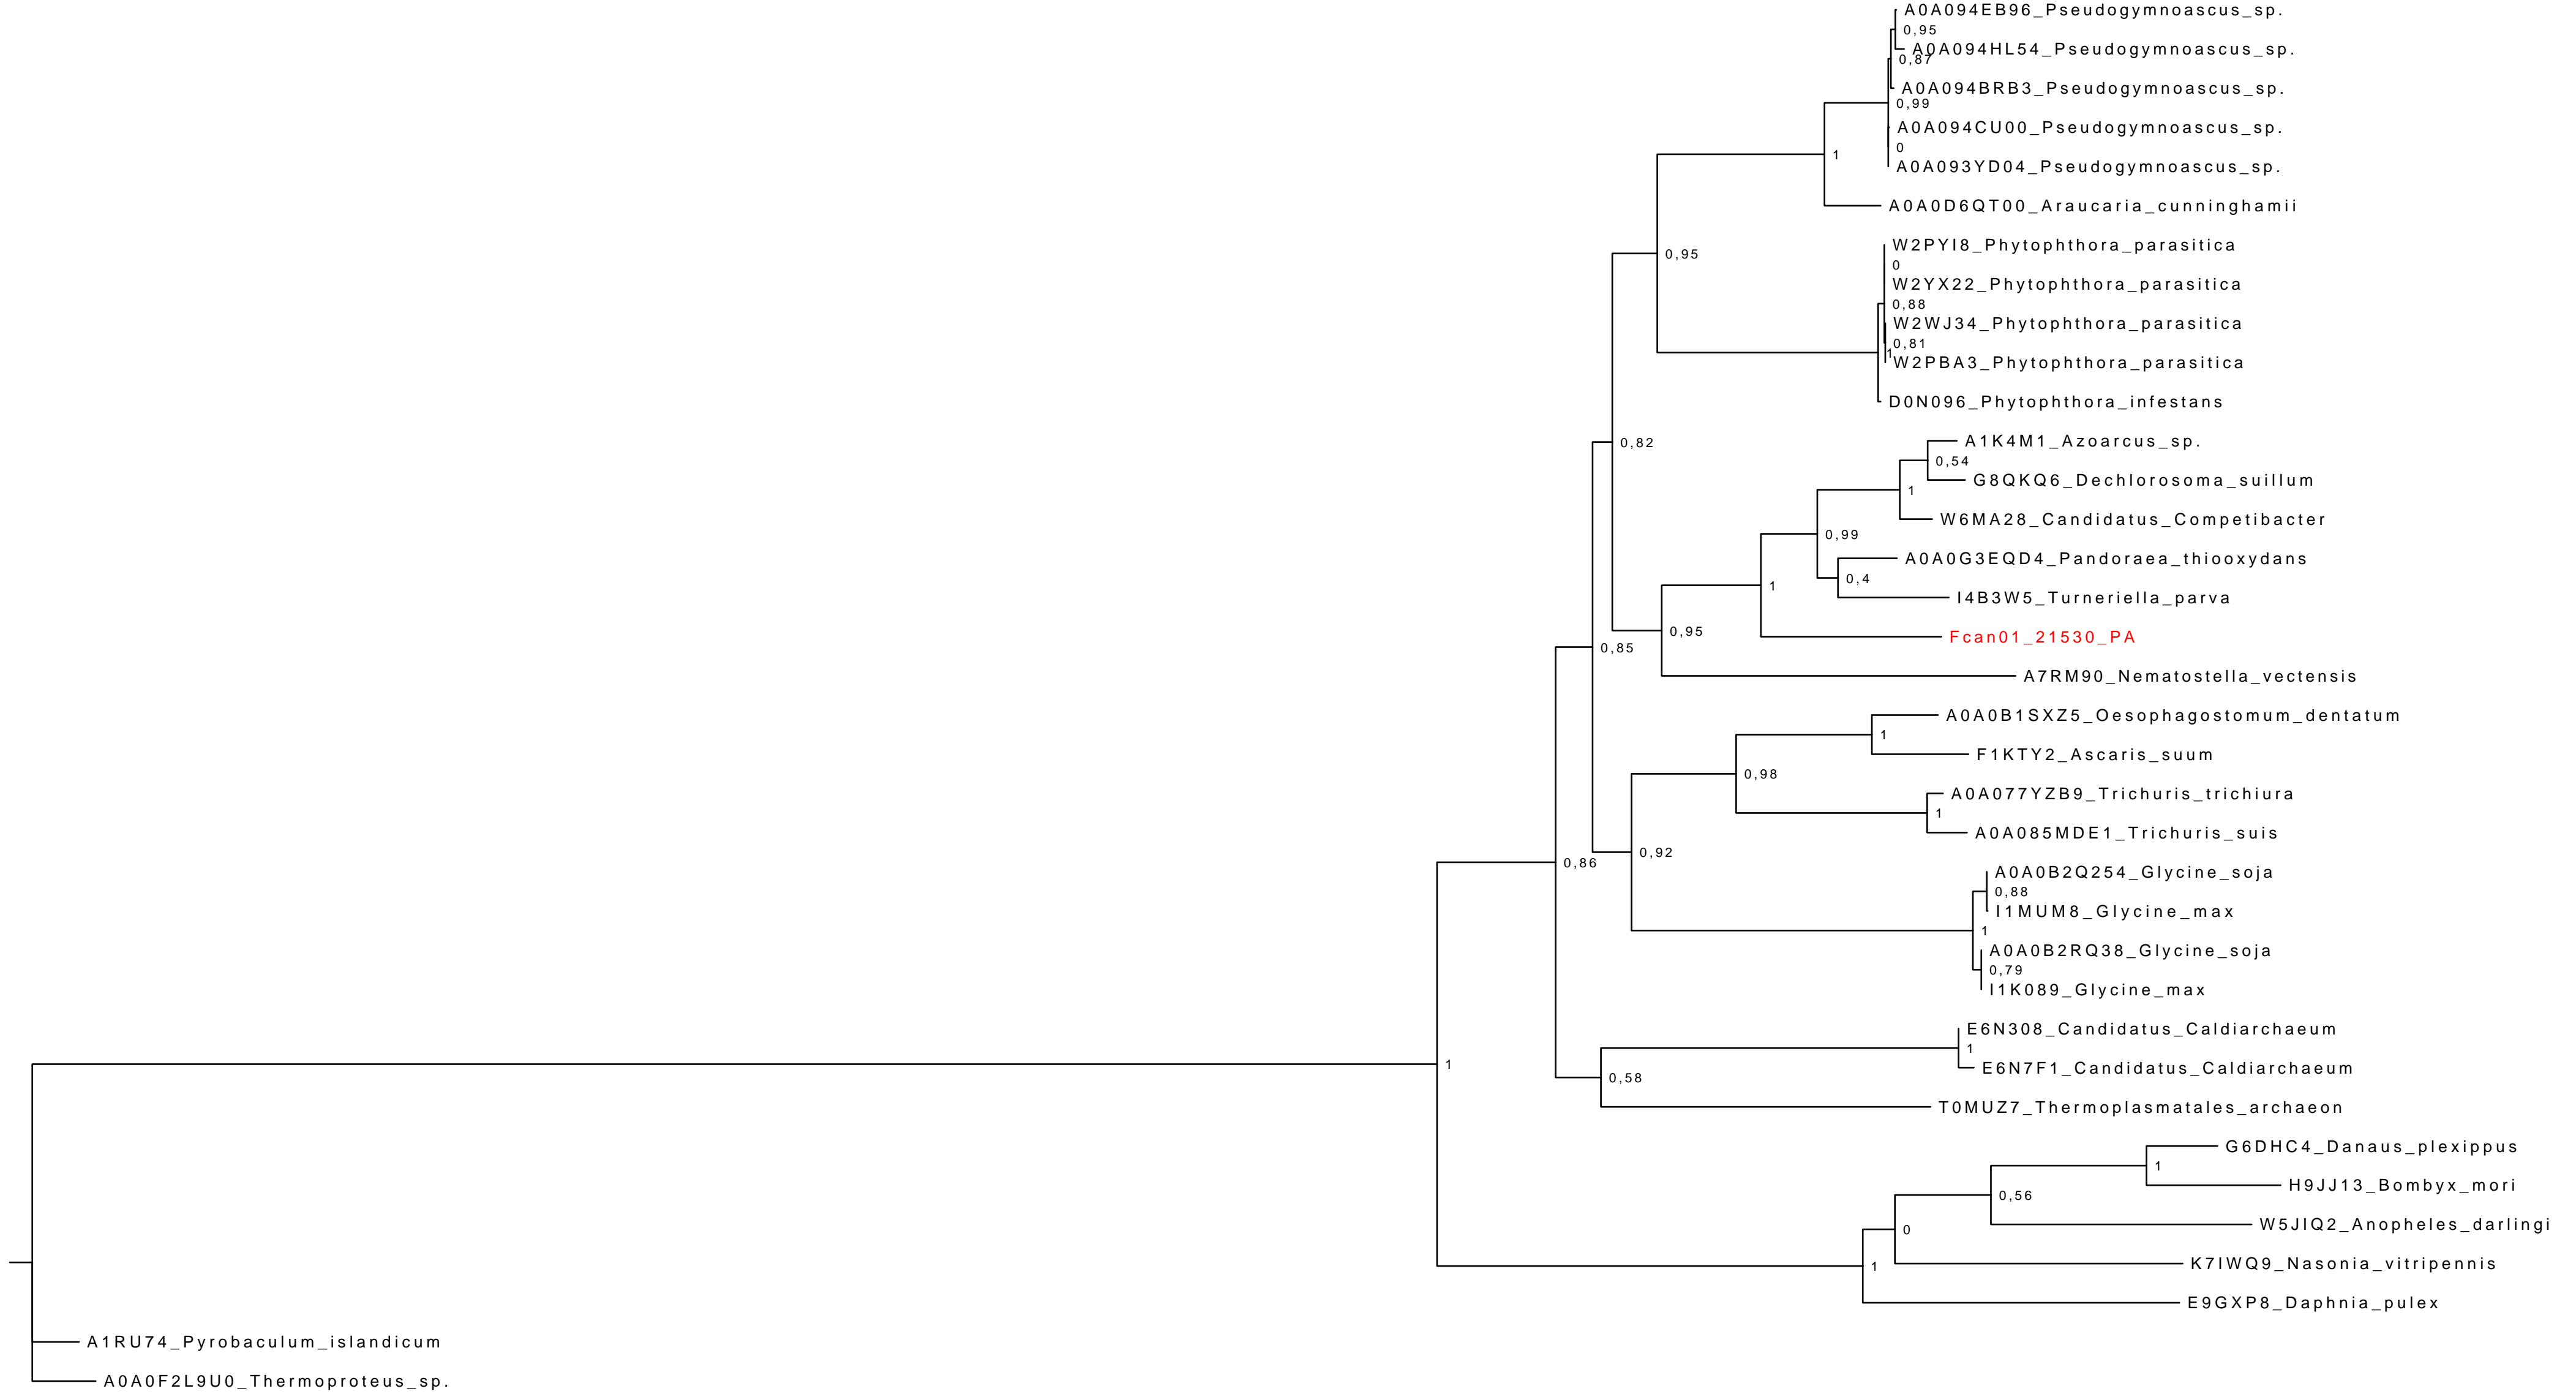 A0A094EB96_Pseudogymnoascus_sp.
0,95
A0A094HL54_Pseudogymnoascus_sp.
0,87
A0A094BRB3_Pseudogymnoascus_sp.
0,99
A0A094CU00_Pseudogymnoascus_sp.
0
1
A0A093YD04_Pseudogymnoascus_sp.
A0A0D6QT00_Araucaria_cunninghamii
W2PYI8_Phytophthora_parasitica
0,95
0
W2YX22_Phytophthora_parasitica
0,88
W2WJ34_Phytophthora_parasitica
0,81
1
W2PBA3_Phytophthora_parasitica
D0N096_Phytophthora_infestans
0,82
A1K4M1_Azoarcus_sp.
0,54
G8QKQ6_Dechlorosoma_suillum
1
W6MA28_Candidatus_Competibacter
0,99
A0A0G3EQD4_Pandoraea_thiooxydans
0,4
1
I4B3W5_Turneriella_parva
0,95
Fcan01_21530_PA
0,85
A7RM90_Nematostella_vectensis
A0A0B1SXZ5_Oesophagostomum_dentatum
1
F1KTY2_Ascaris_suum
0,98
A0A077YZB9_Trichuris_trichiura
1
A0A085MDE1_Trichuris_suis
0,92
0,86
A0A0B2Q254_Glycine_soja
0,88
I1MUM8_Glycine_max
1
A0A0B2RQ38_Glycine_soja
0,79
I1K089_Glycine_max
E6N308_Candidatus_Caldiarchaeum
1
1
E6N7F1_Candidatus_Caldiarchaeum
0,58
T0MUZ7_Thermoplasmatales_archaeon
G6DHC4_Danaus_plexippus
1
H9JJ13_Bombyx_mori
0,56
W5JIQ2_Anopheles_darlingi
0
K7IWQ9_Nasonia_vitripennis
1
E9GXP8_Daphnia_pulex
A1RU74_Pyrobaculum_islandicum
A0A0F2L9U0_Thermoproteus_sp.